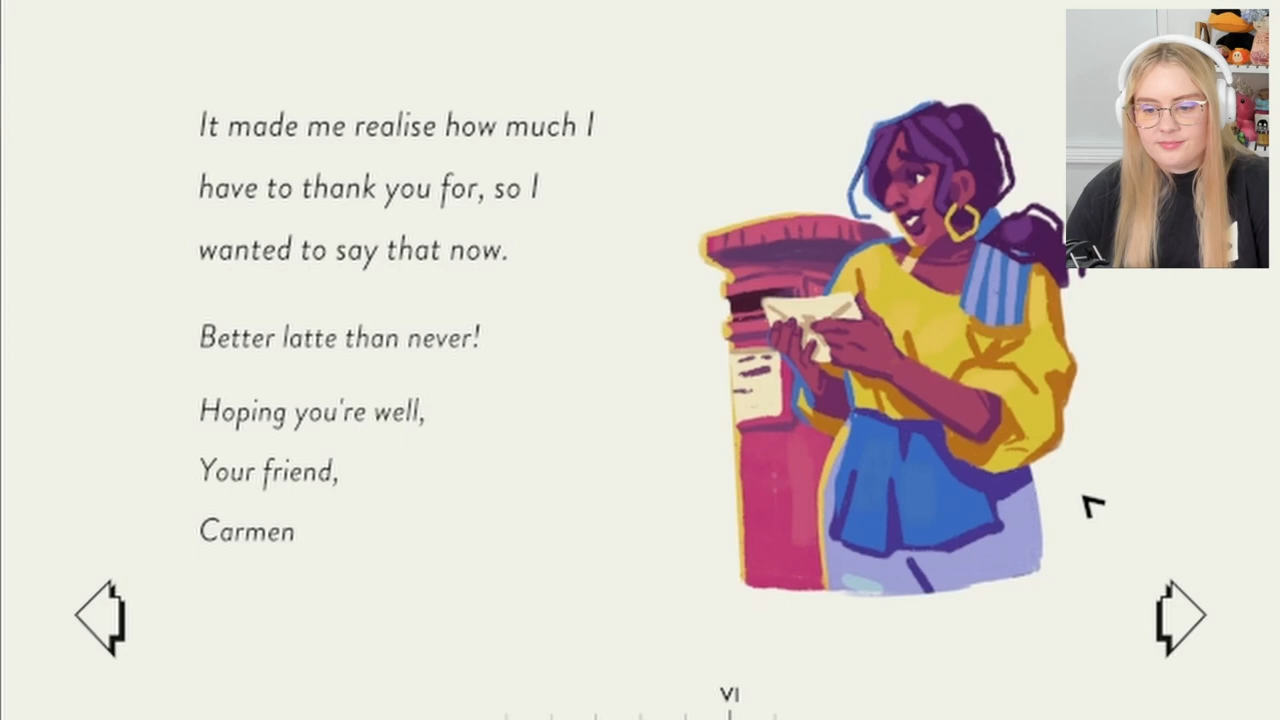 It made me realise how much I
have to thank you for, so I
wanted to say that now.
Better latte than never!
Hoping you're well,
Your friend,
Carmen
VI